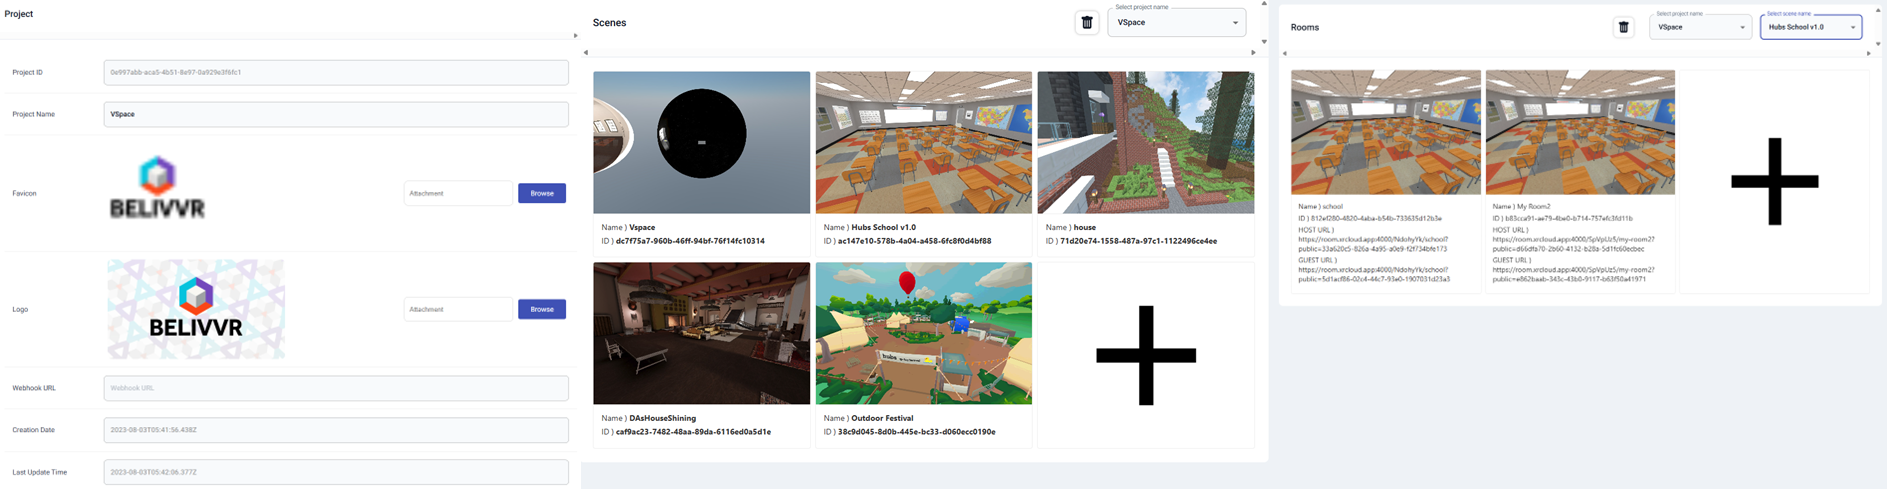 Project
Project ID
0e997abb-aca5-4b51-8e97-0a929e3f6fc1
Project Name
VSpace
Favicon
BELIVVR
Attachment
Browse
Logo
BELIVVR
Attachment
Browse
Webhook URL
Webhook URL
Creation Date
2023-08-03T05:41:56.438Z
Last Update Time
2023-08-03T05:42:06.377Z
Scenes
Select project name
VSpace
Name ) Vspace
ID ) dc7f75a7-960b-46ff-94bf-76f14fc10314
Name ) Hubs School v1.0
ID ) ac147e10-578b-4a04-a458-6fc8f0d4bf88
Name ) house
ID ) 71d20e74-1558-487a-97c1-1122496ce4ee
Name ) DAsHouseShining
ID ) caf9ac23-7482-48aa-89da-6116ed0a5d1e
hubs
Name ) Outdoor Festival
ID ) 38c9d045-8d0b-445e-bc33-d060ecc0190e
Rooms
Select project name
VSpace
Select scene name
Hubs School v1.0
Name ) school
ID ) 812ef280-4820-4aba-b54b-733635d12b3e
HOST URL )
https://room.xrcloud.app:4000/NdohyYk/school?
public=33a620c5-826a-4a95-a0e9-f2f734bfe173
GUEST URL )
https://room.xrcloud.app:4000/NdohyYk/school?
public=5d1acf86-02c4-44c7-93e0-1907031d23a3
Name ) My Room2
ID ) b83cca91-ae79-4be0-b714-757efc3fd11b
HOST URL )
https://room.xrcloud.app:4000/SpVpUz5/my-room2?
public=d66dfa70-2b60-4132-b28a-5d1fc60ecbec
GUEST URL )
https://room.xrcloud.app:4000/SpVpUz5/my-room2?
public=e862baab-343c-43b0-9117-b63f50a41971